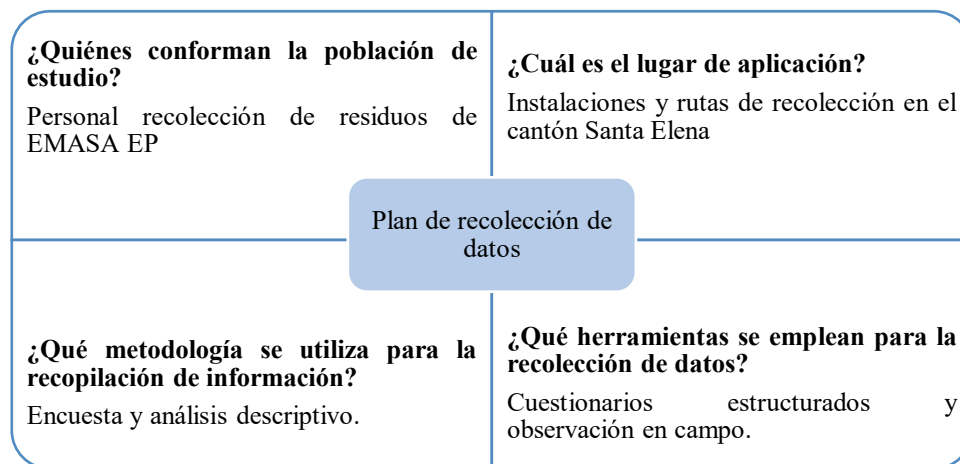 ¿Quiénes conforman la población de
estudio?
Personal recolección de residuos de
EMASA EP
¿Cuál es el lugar de aplicación?
Instalaciones y rutas de recolección en el
cantón Santa Elena
Plan de recolección de
datos
¿Qué metodología se utiliza para la
recopilación de información?
Encuesta y análisis descriptivo.
¿Qué herramientas se emplean para la
recolección de datos?
Cuestionarios estructurados y
observación en campo.